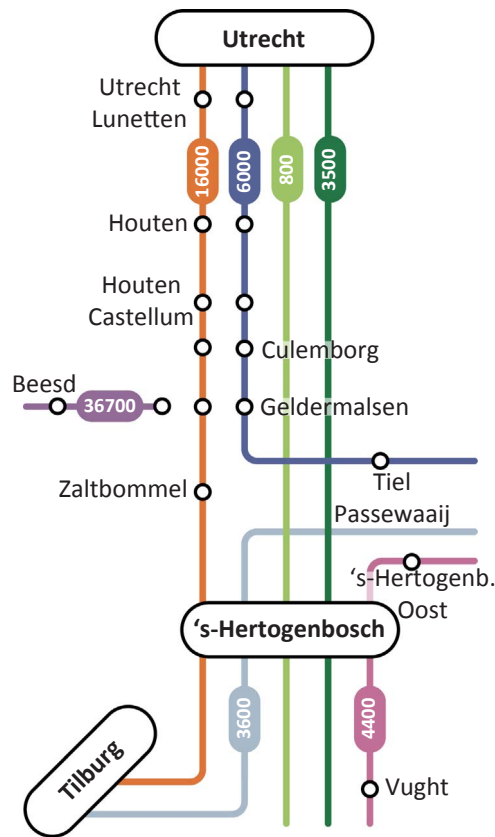 Utrecht
Utrecht
Lunetten
16000
6000
800
3500
Houten
Houten
Castellum
Culemborg
Beesd
36700
Geldermalsen
Zaltbommel
Tiel
Passewaaij
‘s-Hertogenb.
Oost
‘s-Hertogenbosch
3600
4400
Tilburg
Vught